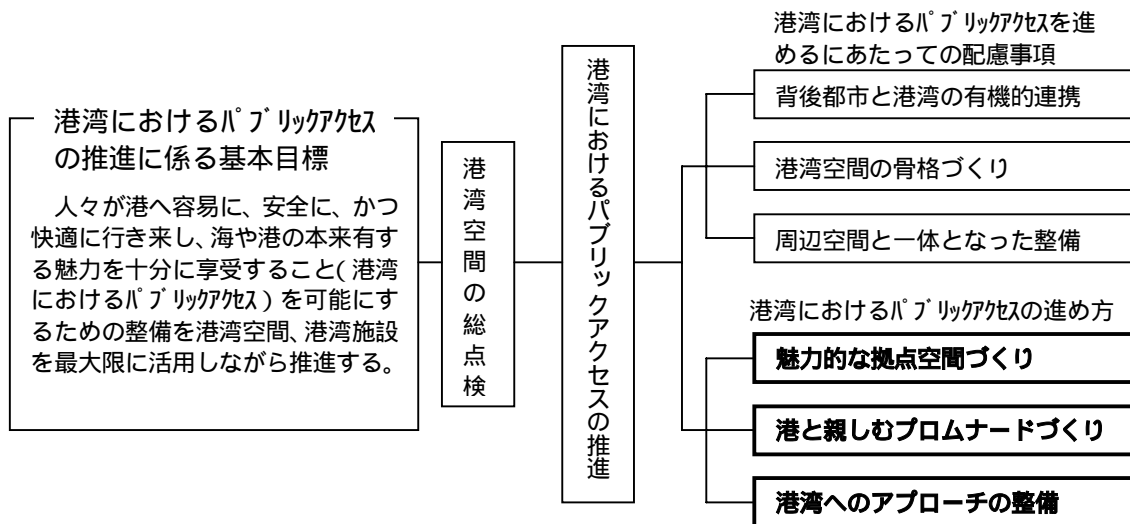 港湾におけるパブリックアクセス
の推進に係る基本目標
人々が港へ容易に、安全に、かつ
快適に行き来し、海や港の本来有す
る魅力を十分に享受すること(港湾
におけるパブリックアクセス)を可能にす
るための整備を港湾空間、港湾施設
を最大限に活用しながら推進する。
港湾空間の総点検
港湾におけるパブリックアクセスの推進
港湾におけるパブリックアクセスを進
めるにあたっての配慮事項
背後都市と港湾の有機的連携
港湾空間の骨格づくり
周辺空間と一体となった整備
港湾におけるパブリックアクセスの進め方
魅力的な拠点空間づくり
港と親しむプロムナードづくり
港湾へのアプローチの整備